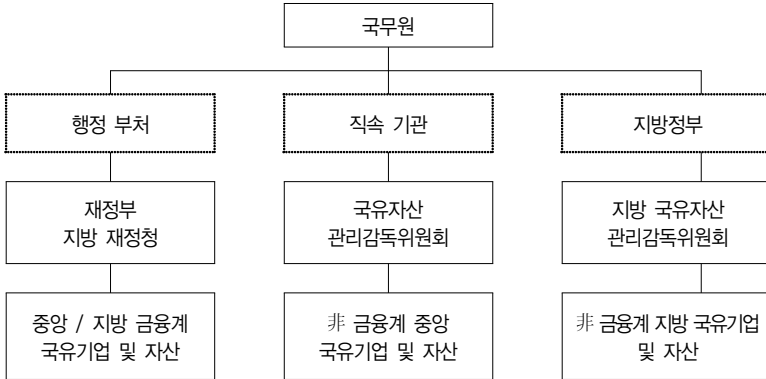 국무원
행정 부처
직속 기관
지방정부
재정부
지방 재정청
국유자산
관리감독위원회
지방 국유자산
관리감독위원회
중앙 / 지방 금융계
국유기업 및 자산
非 금융계 중앙
국유기업 및 자산
非 금융계 지방 국유기업
및 자산